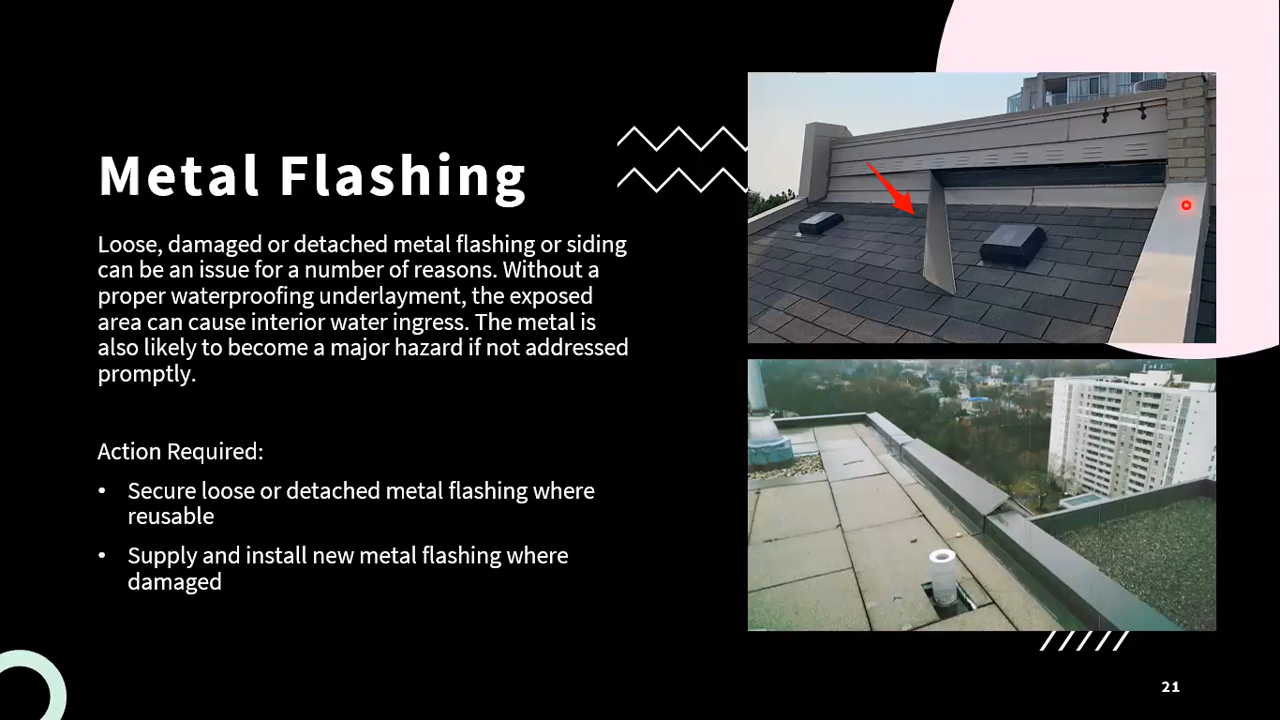 Metal Flashing
Loose, damaged or detached metal flashing or siding
can be an issue for a number of reasons. Without a
proper waterproofing underlayment, the exposed
area can cause interior water ingress. The metal is
also likely to become a major hazard if not addressed
promptly.
Action Required:
• Secure loose or detached metal flashing where
reusable
• Supply and install new metal flashing where
damaged
21